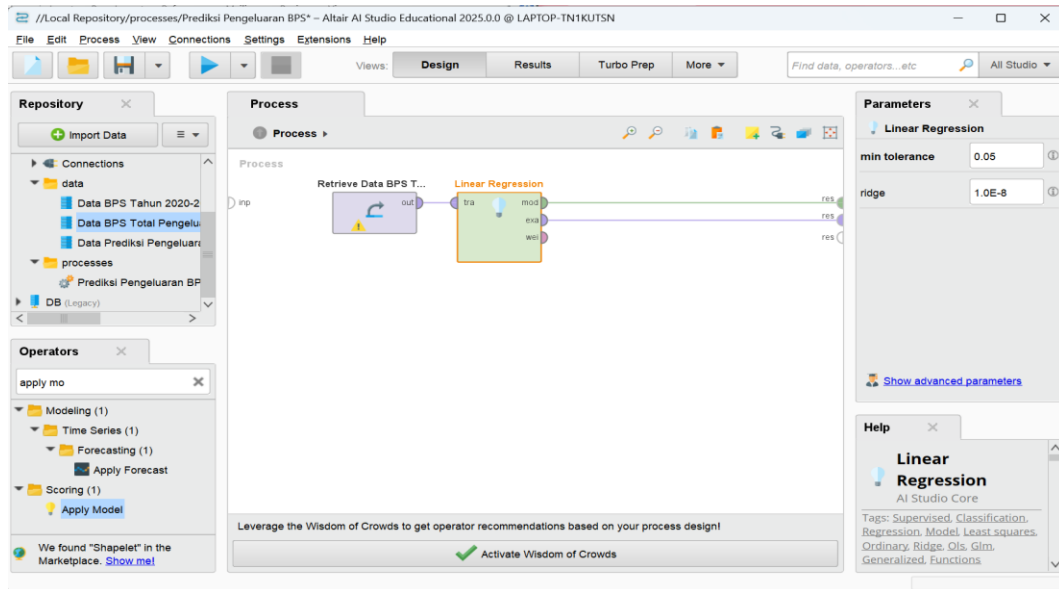 //Local Repository/processes/Prediksi Pengeluaran BPS* – Altair AI Studio Educational 2025.0.0 @ LAPTOP-TN1KUTSN
File Edit Process View Connections Settings Extensions Help
Views: Design Results Turbo Prep More Find data, operators...etc All Studio
Repository
Import Data
Connections
data
Data BPS Tahun 2020-2
Data BPS Total Pengelu
Data Prediksi Pengeluara
processes
Prediksi Pengeluaran BP
DB (Legacy)
Operators
apply mo
Modeling (1)
Time Series (1)
Forecasting (1)
Apply Forecast
Scoring (1)
Apply Model
We found "Shapelet" in the
Marketplace. Show me!
Process
Process
Process
Retrieve Data BPS T... Linear Regression
inp out tra mod res
exa res
wei res
Leverage the Wisdom of Crowds to get operator recommendations based on your process design!
Activate Wisdom of Crowds
Parameters
Linear Regression
min tolerance 0.05
ridge 1.0E-8
Show advanced parameters
Help
Linear
Regression
AI Studio Core
Tags: Supervised, Classification,
Regression, Model, Least squares,
Ordinary, Ridge, Ols, Glm,
Generalized, Functions